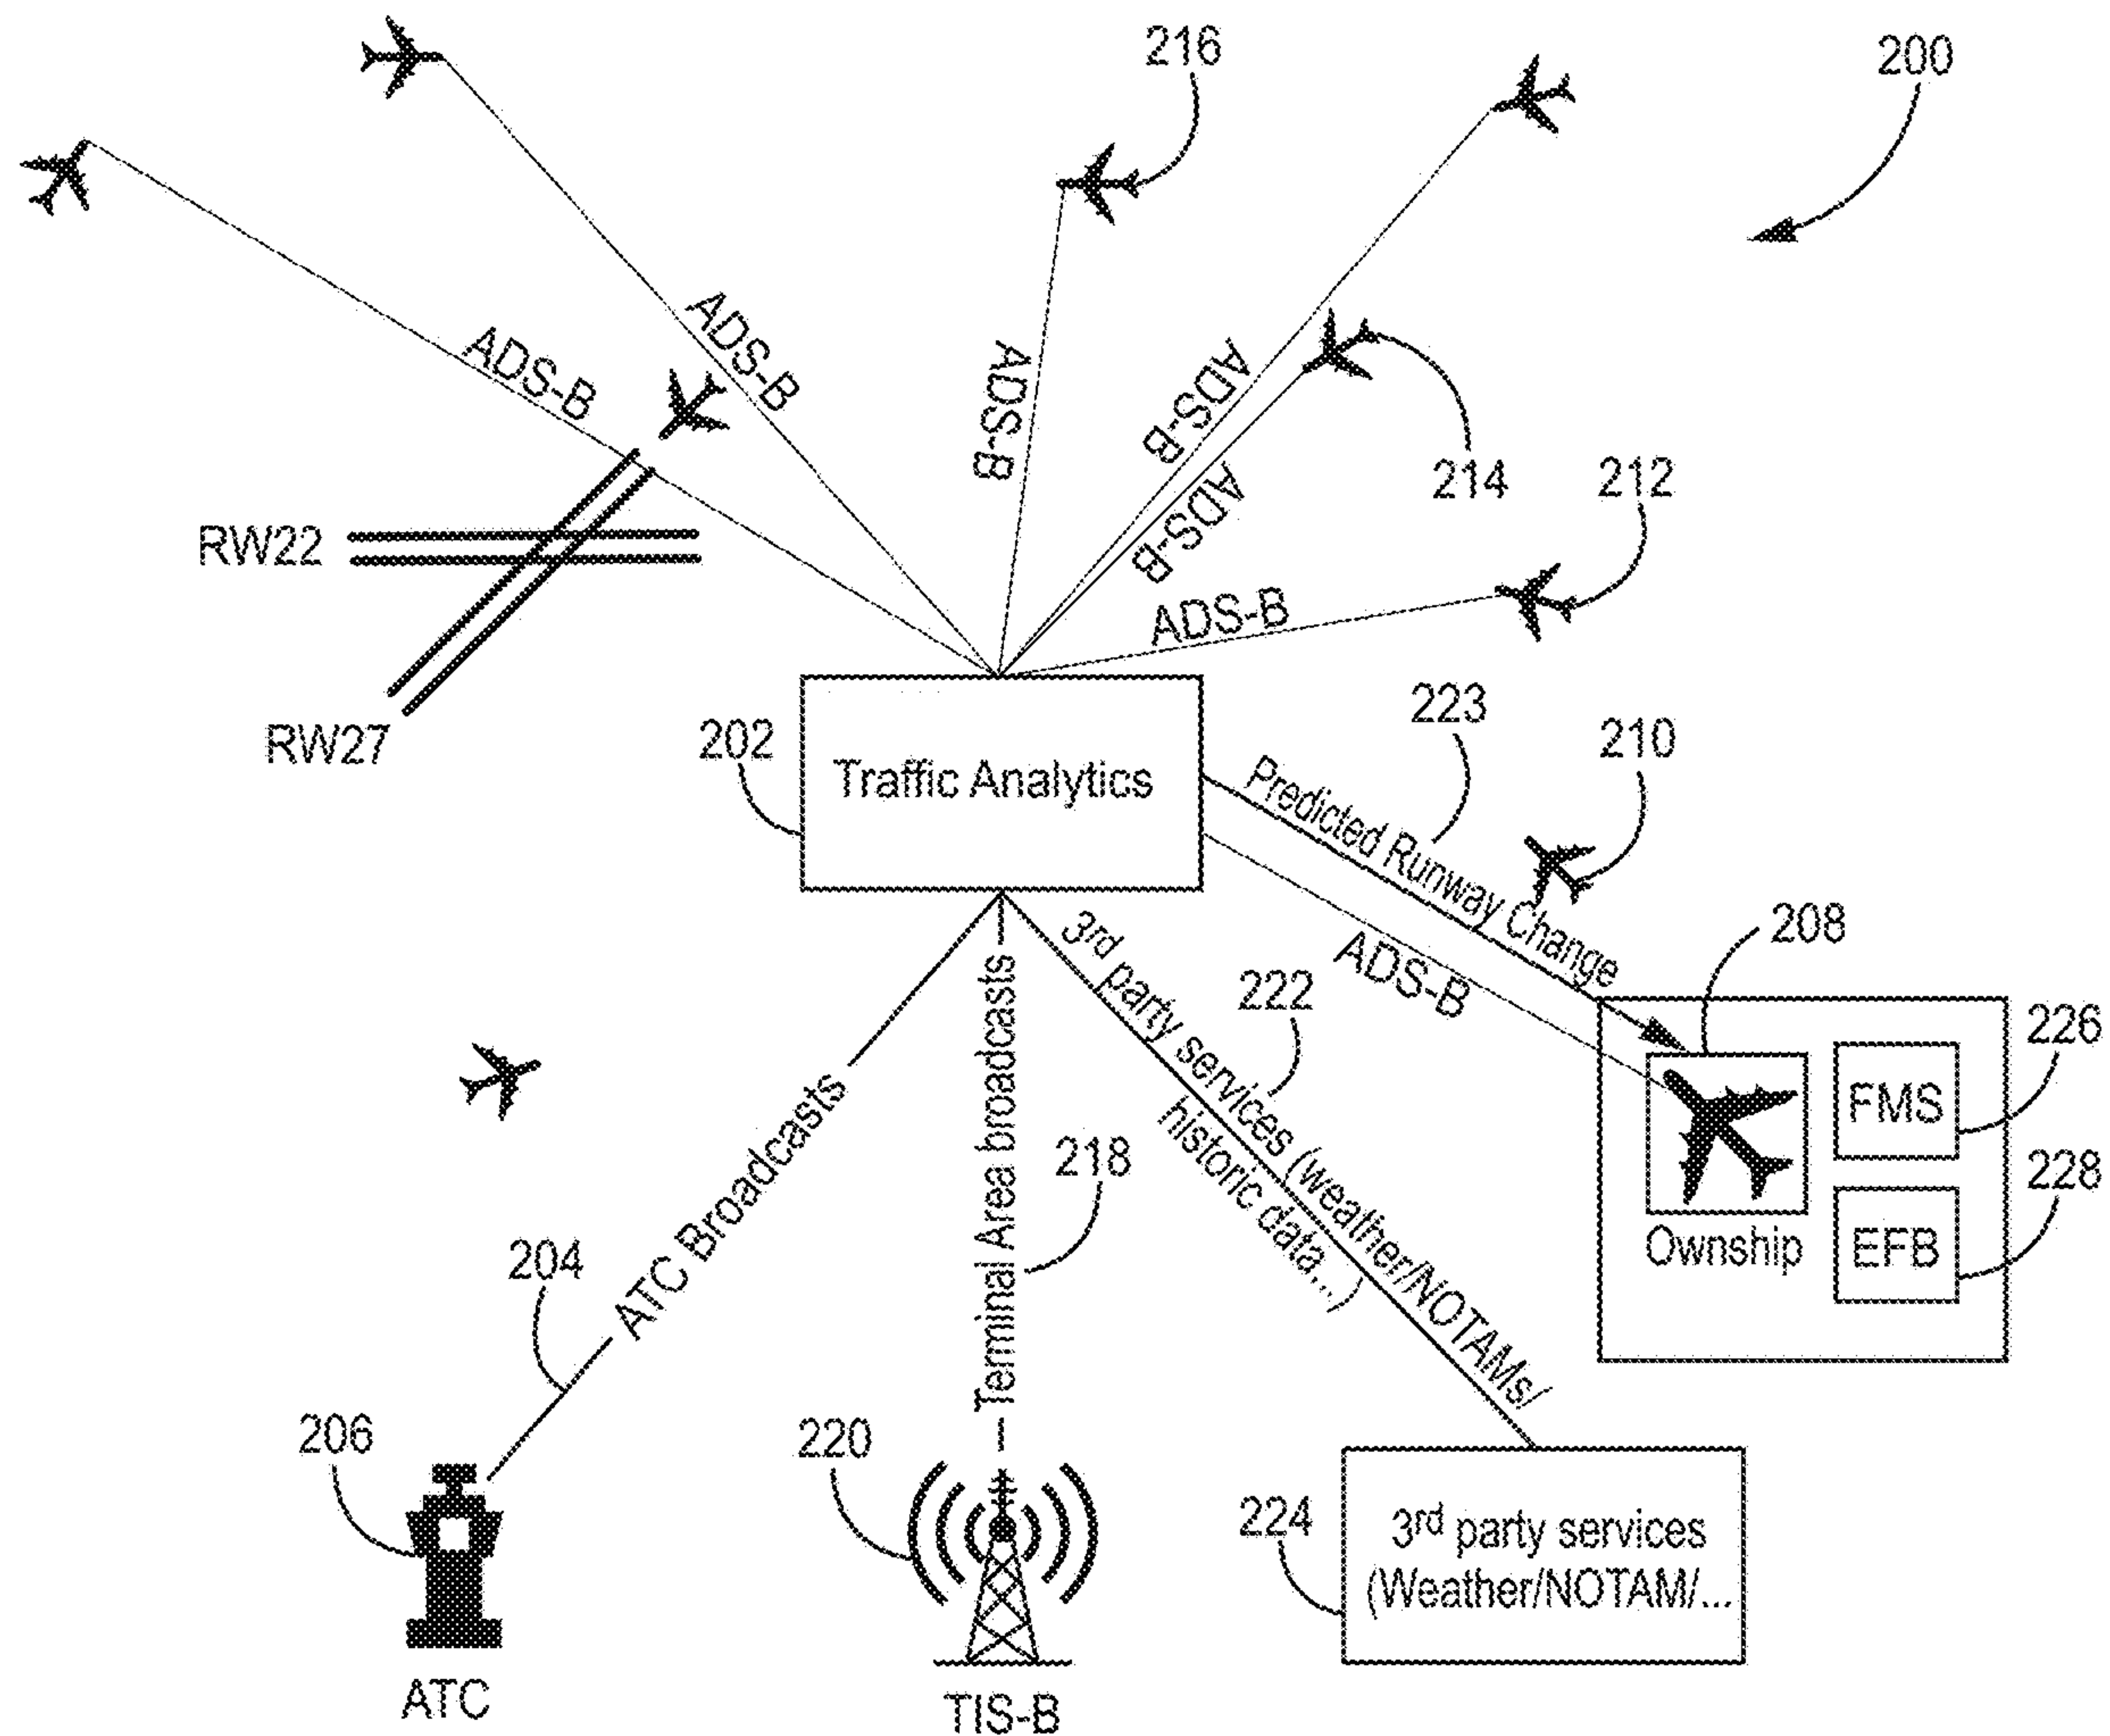 216
200
ADS-B
ADS-B
ADS-B
ADS-B
ADS-B
214
212
RW22
ADS-B
RW27
202
Traffic Analytics
223
210
Predicted Runway Change
ADS-B
208
3rd party services (weather/NOTAMs/
historic data...)
222
226
FMS
Terminal Area broadcasts
218
228
EFB
Ownship
ATC Broadcasts
204
206
220
224
3rd party services
(Weather/NOTAM/...
ATC
TIS-B